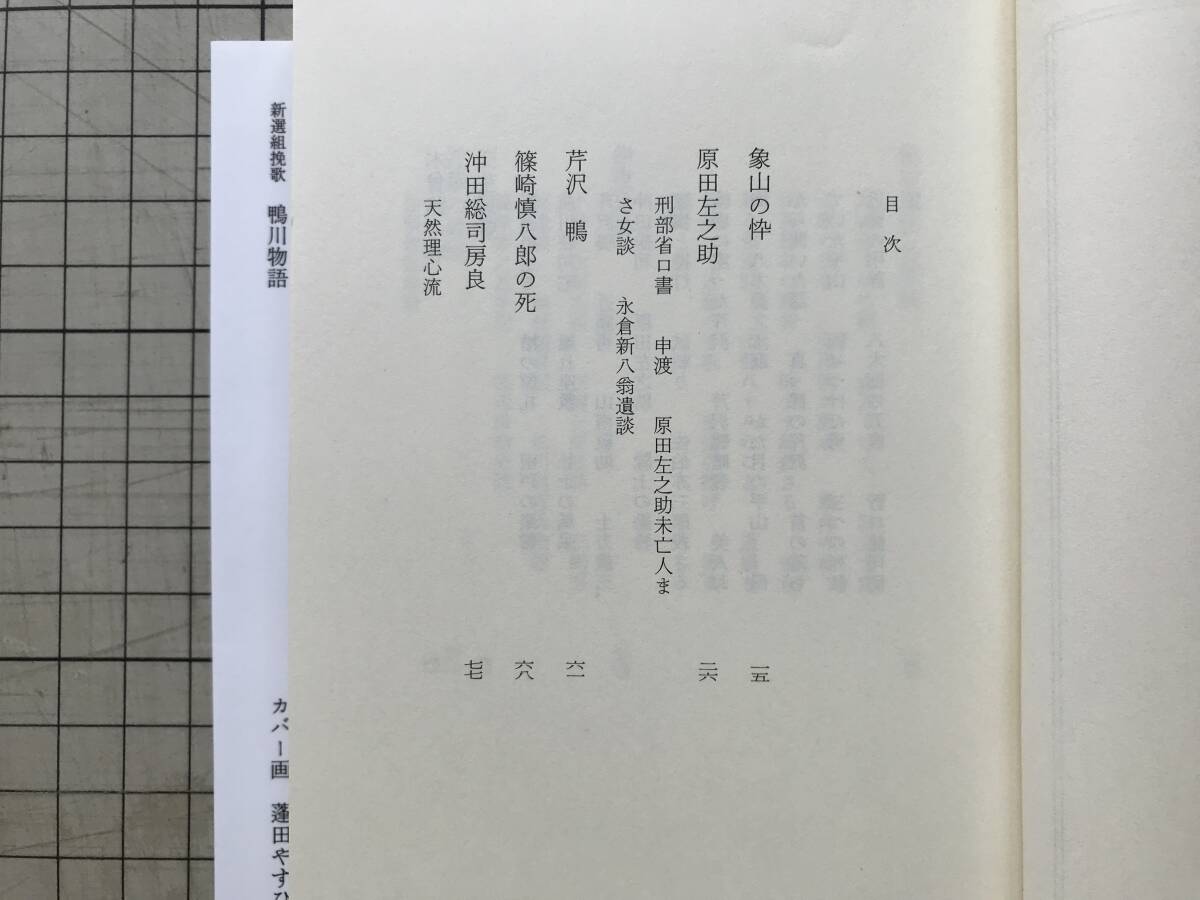 目次
象山の忰 一五
原田左之助 二六
刑部省口書 申渡 原田左之助未亡人ま
さ女談 永倉新八翁遺談
芹沢 鴨 六一
篠崎慎八郎の死 六八
沖田総司房良 七七
天然理心流
新選組挽歌 鴨川物語
カバー画 蓬田やすひ